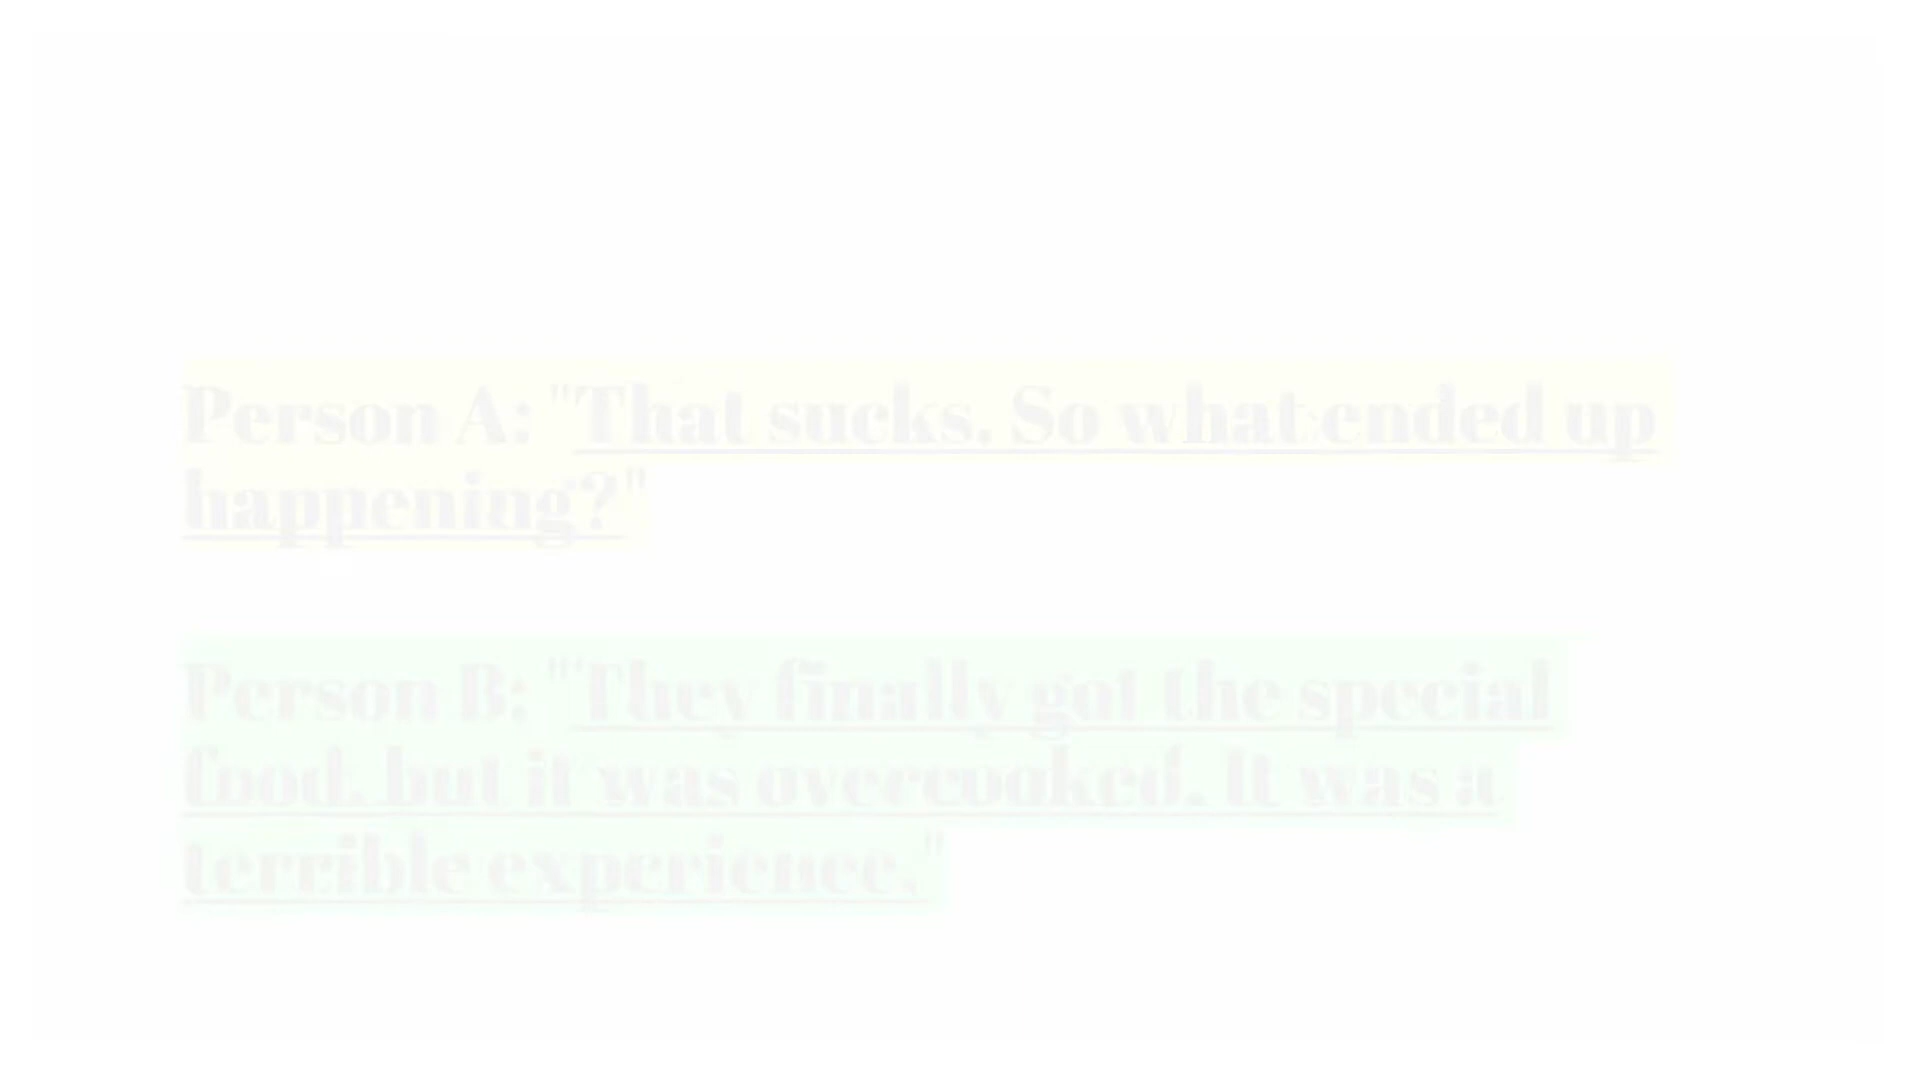 Person A: "That sucks. So what ended up
happening?"
Person B: "They finally got the special
food, but it was overcooked. It was a
terrible experience."